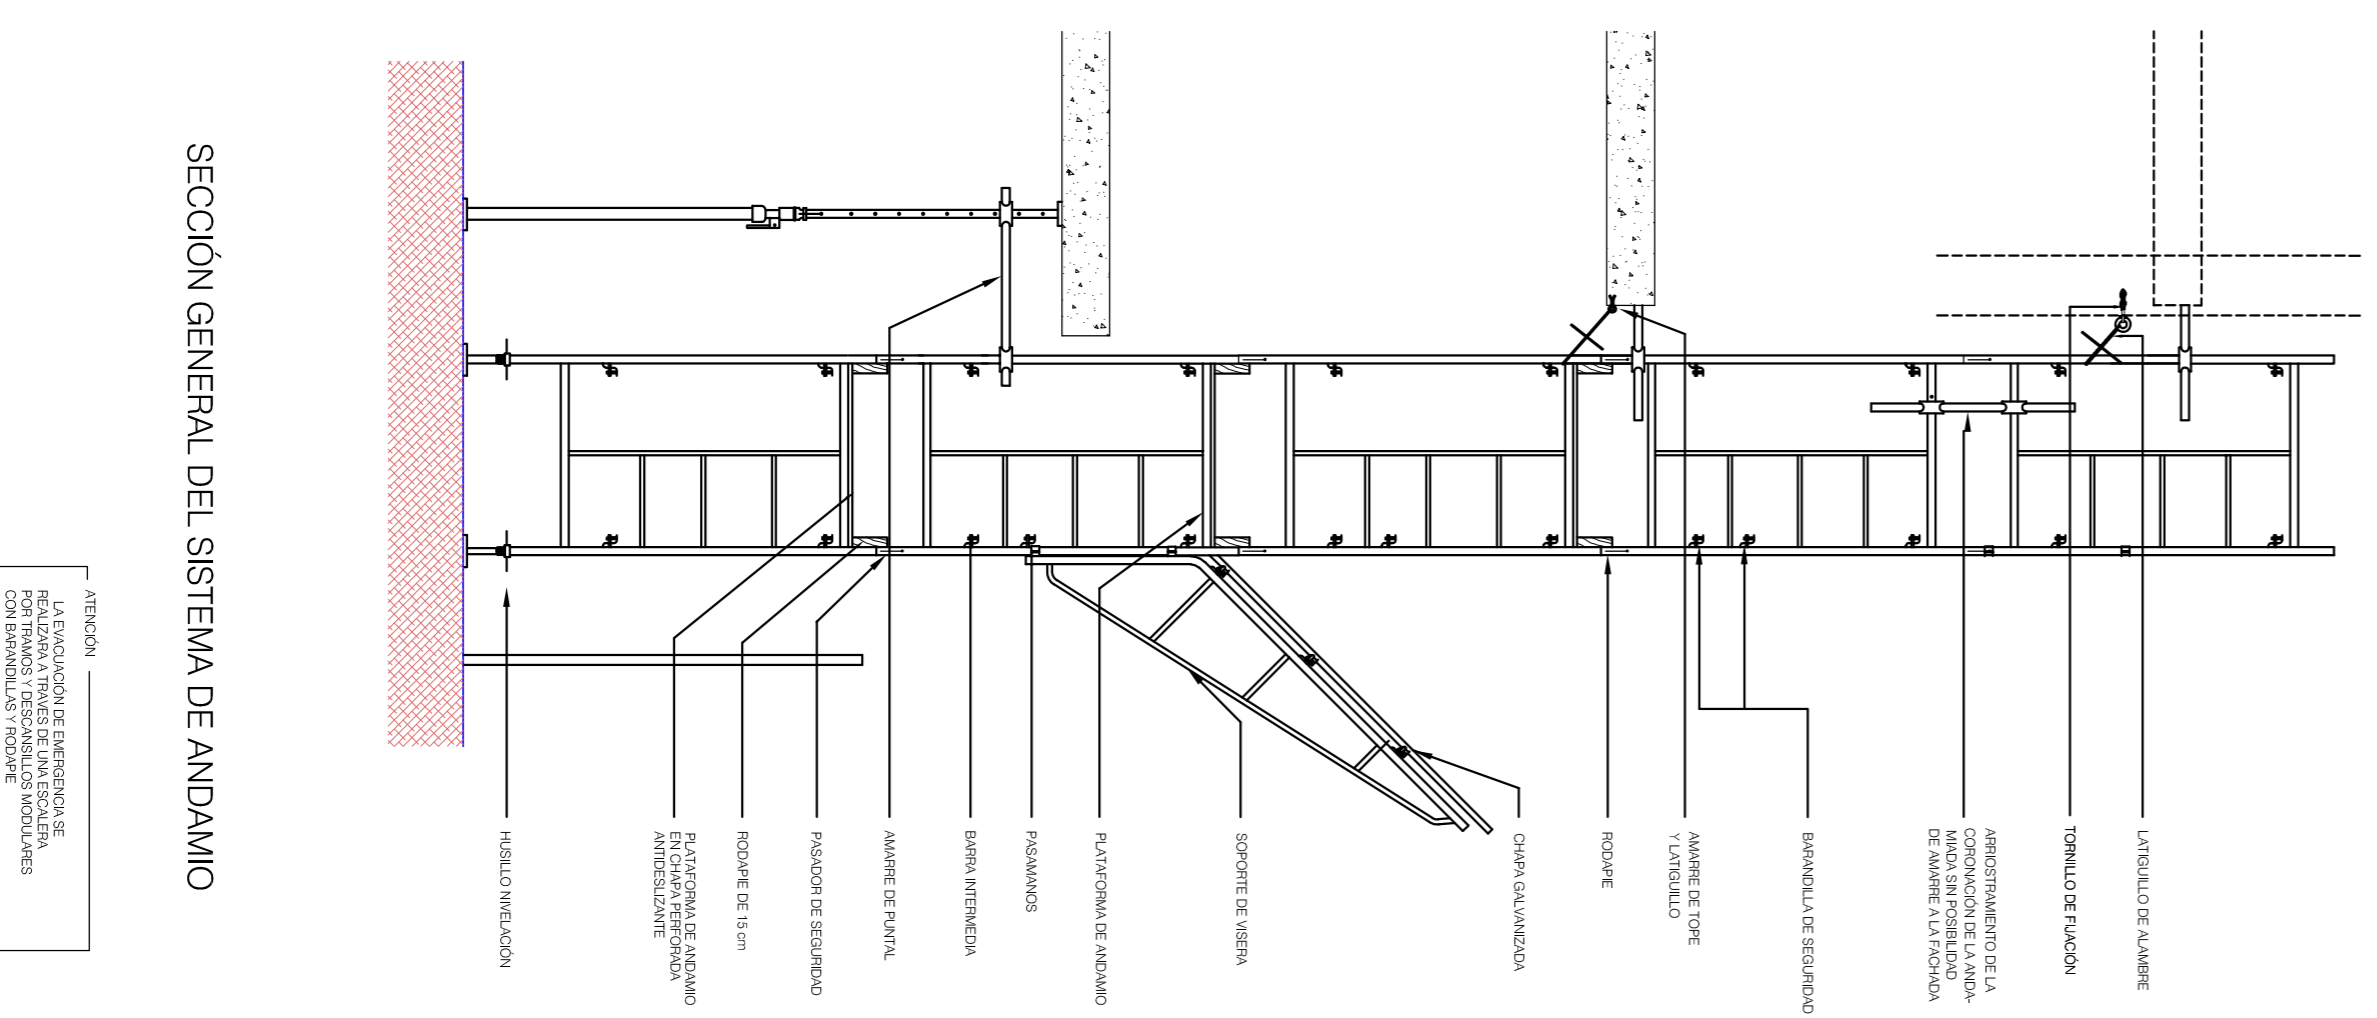 LATIGUILLO DE ALAMBRE
TORNILLO DE FIJACIÓN
ARRIOSTRAMIENTO DE LA
CORONACIÓN DE LA ANDA-
MIADA SIN POSIBILIDAD
DE AMARRE A LA FACHADA
BARANDILLA DE SEGURIDAD
AMARRE DE TOPE
Y LATIGUILLO
RODAPIE
CHAPA GALVANIZADA
SOPORTE DE VISERA
PLATAFORMA DE ANDAMIO
PASAMANOS
BARRA INTERMEDIA
AMARRE DE PUNTAL
PASADOR DE SEGURIDAD
RODAPIE DE 15 cm
PLATAFORMA DE ANDAMIO
EN CHAPA PERFORADA
ANTIDESLIZANTE
HUSILLO NIVELACIÓN
SECCIÓN GENERAL DEL SISTEMA DE ANDAMIO
ATENCIÓN
LA EVACUACIÓN DE EMERGENCIA SE
REALIZARA A TRAVES DE UNA ESCALERA
POR TRAMOS Y DESCANSILLOS MODULARES
CON BARANDILLAS Y RODAPIE